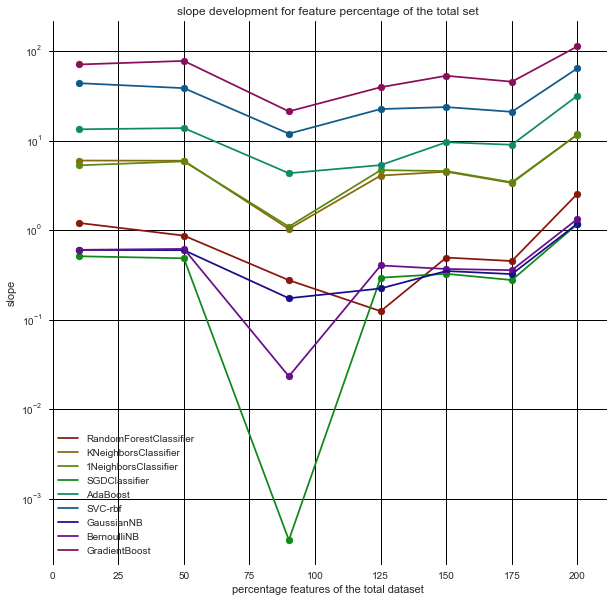 slope development for feature percentage of the total set
10²
10¹
10⁰
10⁻¹
10⁻²
10⁻³
slope
RandomForestClassifier
KNeighborsClassifier
1NeighborsClassifier
SGDClassifier
AdaBoost
SVC-rbf
GaussianNB
BernoulliNB
GradientBoost
0 25 50 75 100 125 150 175 200
percentage features of the total dataset